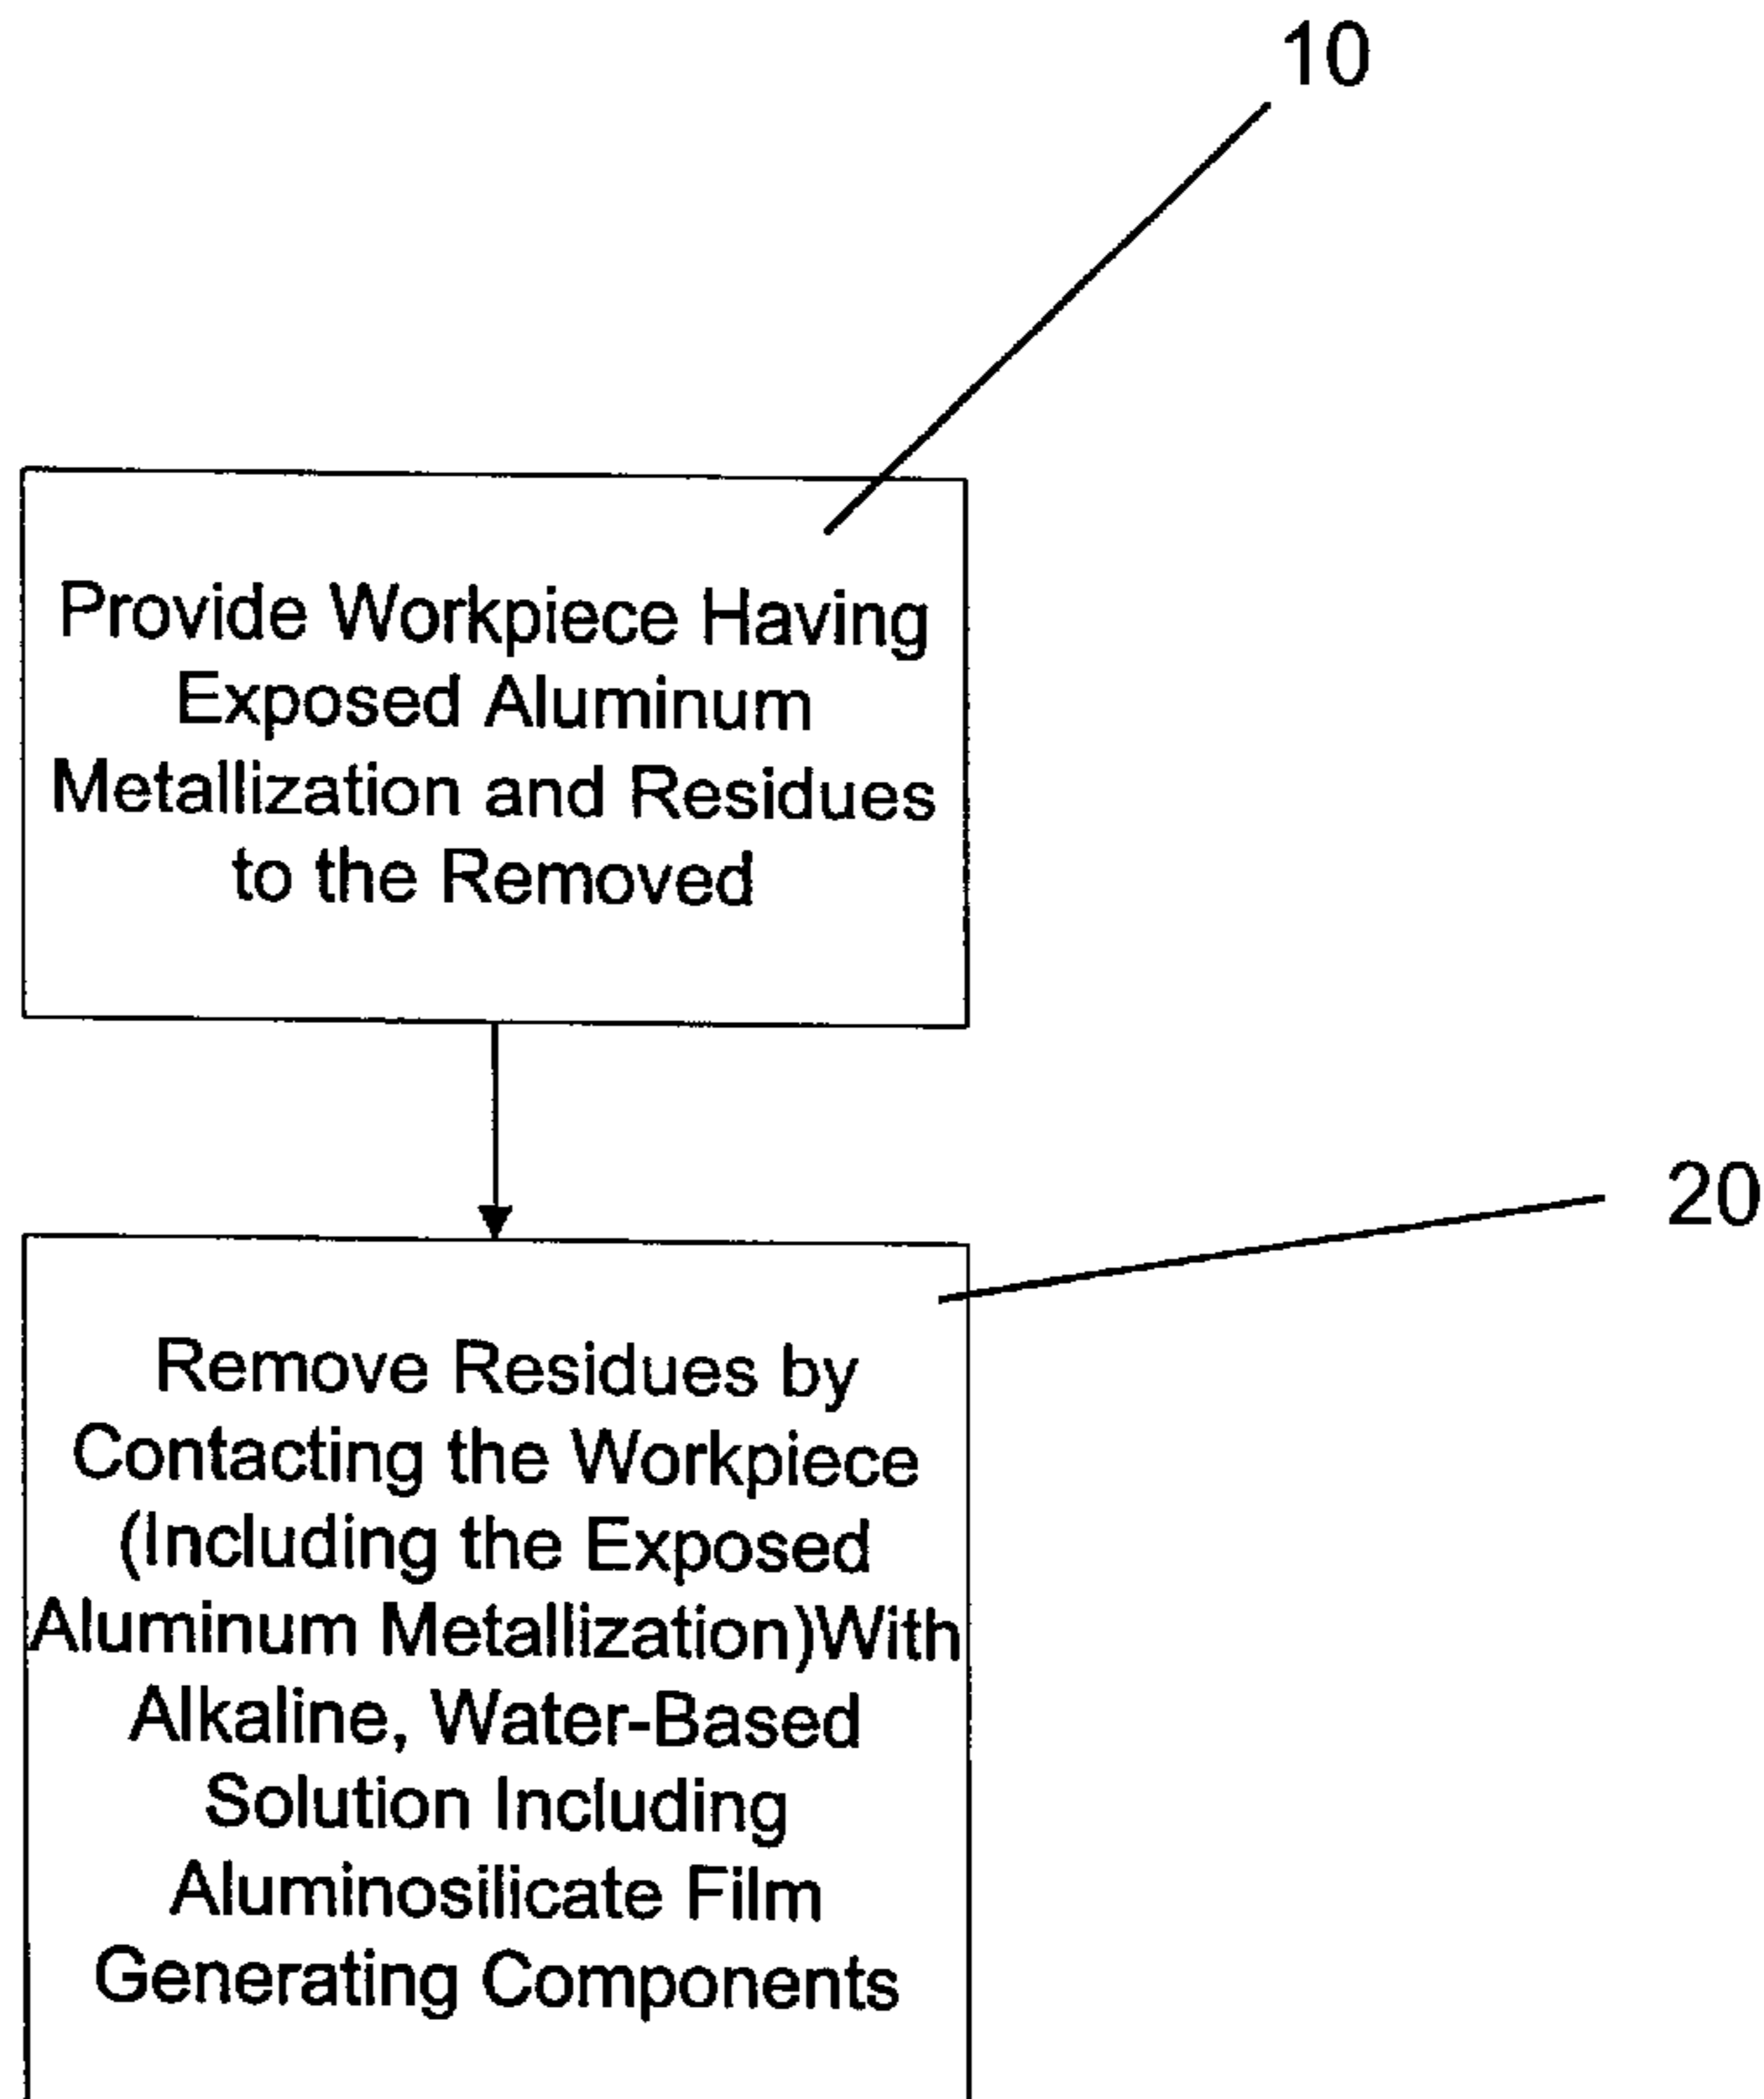 10
Provide Workpiece Having
Exposed Aluminum
Metallization and Residues
to the Removed
20
Remove Residues by
Contacting the Workpiece
(Including the Exposed
Aluminum Metallization)With
Alkaline, Water-Based
Solution Including
Aluminosilicate Film
Generating Components